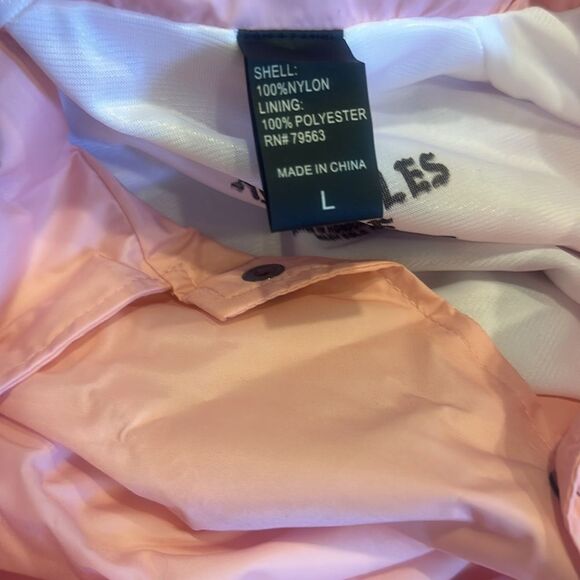 SHELL:
100%NYLON
LINING:
100% POLYESTER
RN# 79563
MADE IN CHINA
L
LES